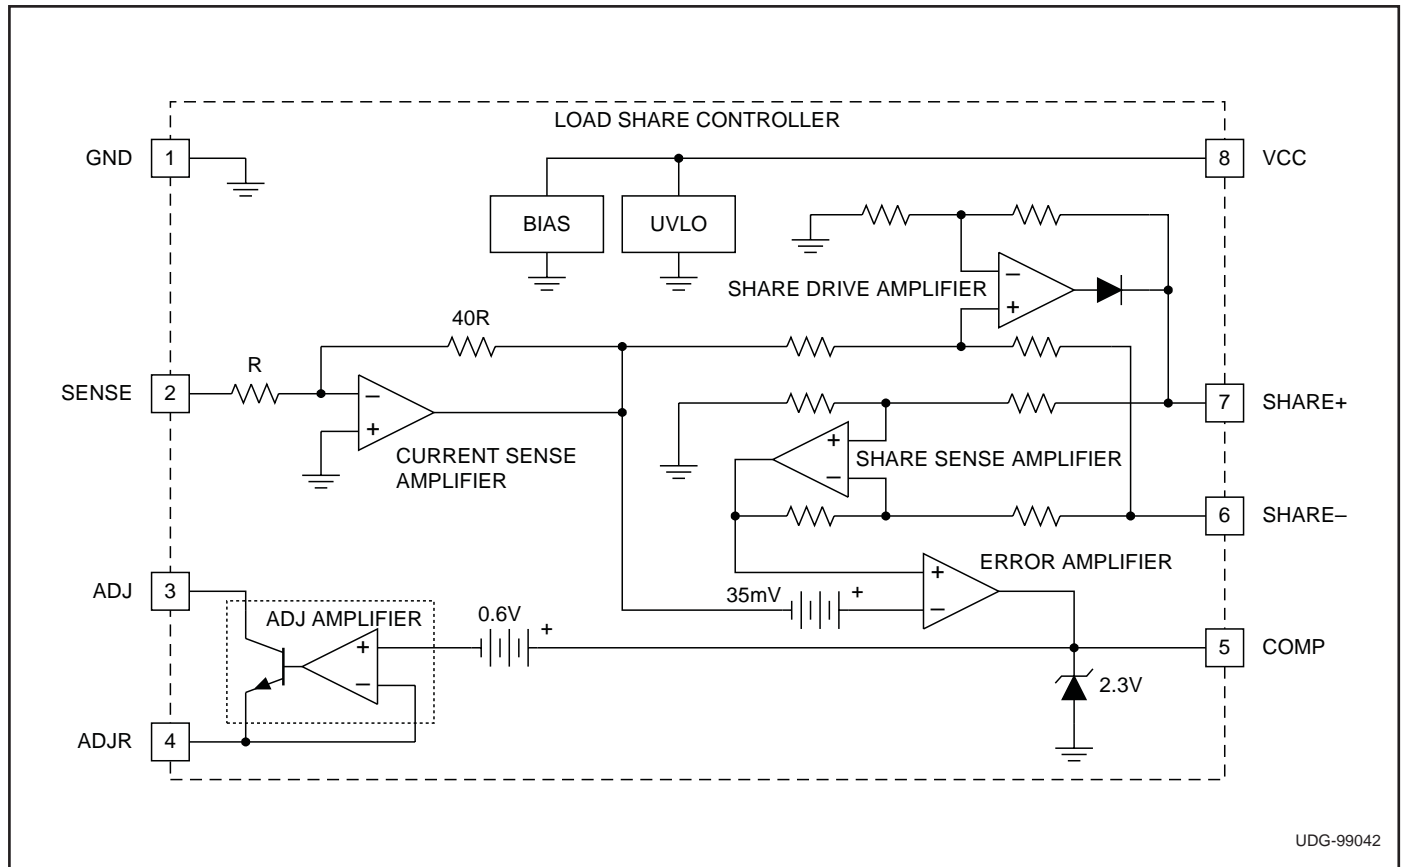 LOAD SHARE CONTROLLER
GND
1
8
VCC
BIAS
UVLO
SHARE DRIVE AMPLIFIER
–
+
40R
R
SENSE
2
–
+
CURRENT SENSE
AMPLIFIER
7
SHARE+
+
–
SHARE SENSE AMPLIFIER
6
SHARE–
ERROR AMPLIFIER
+
–
35mV
+
ADJ
3
ADJ AMPLIFIER
+
–
0.6V
+
5
COMP
2.3V
ADJR
4
UDG-99042